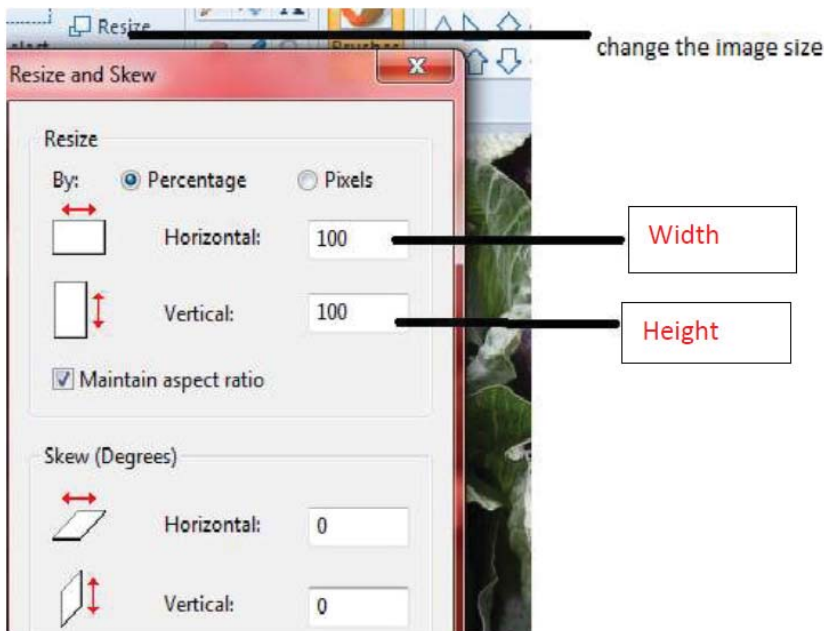 Resize
change the image size
Brushes
Resize and Skew
Resize
By: Percentage Pixels
Horizontal: 100
Width
Vertical: 100
Height
Maintain aspect ratio
Skew (Degrees)
Horizontal: 0
Vertical: 0